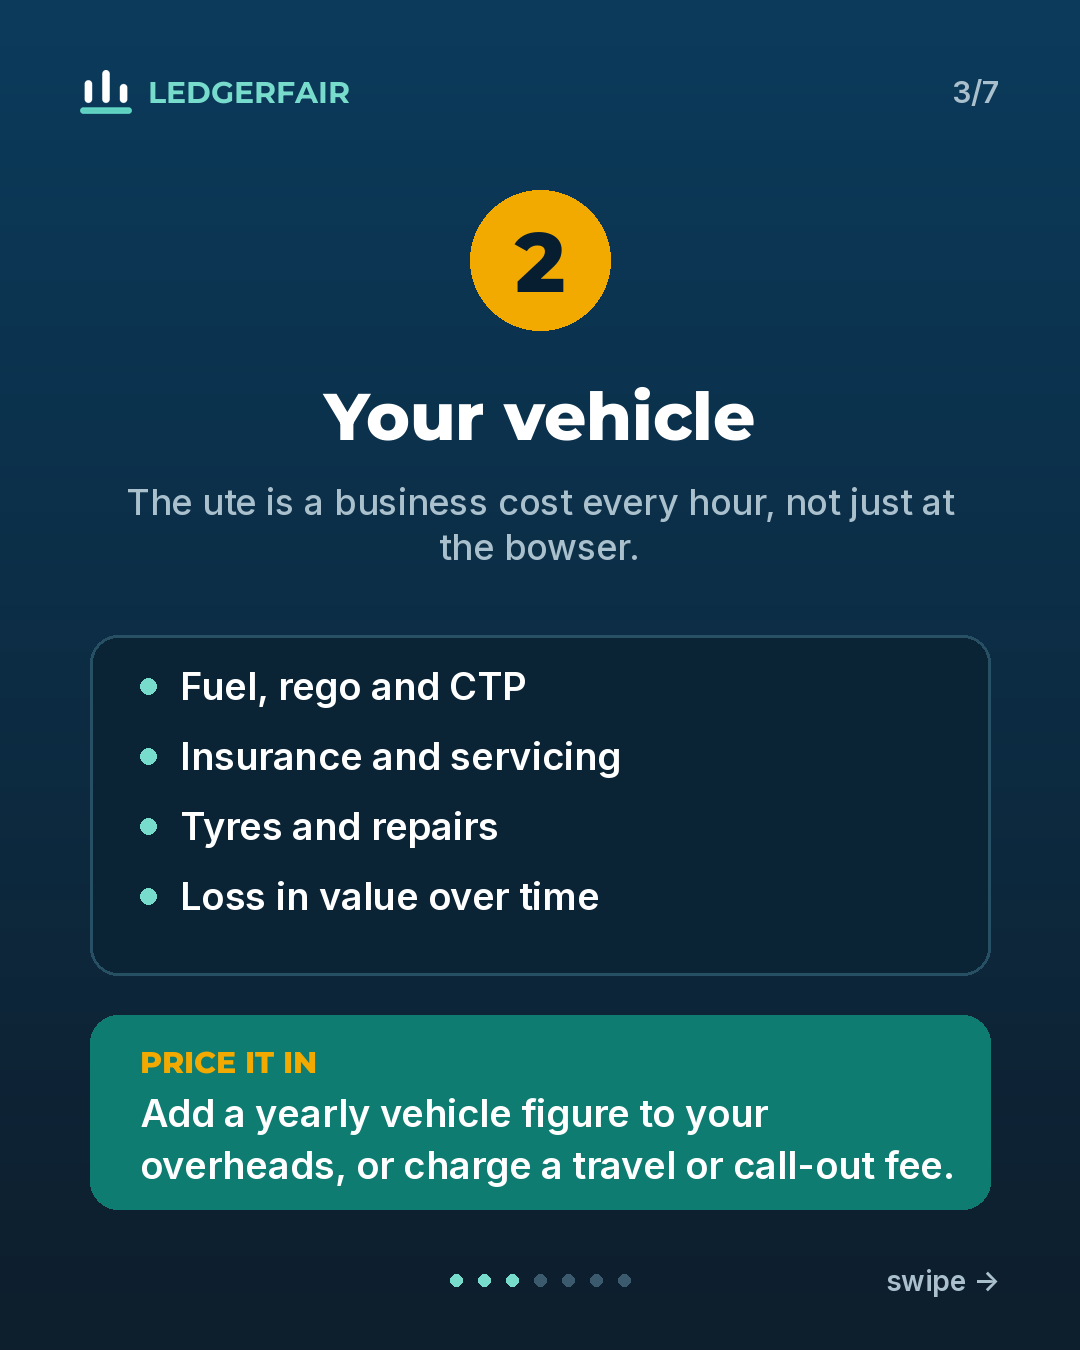 LEDGERFAIR
3/7
2
Your vehicle
The ute is a business cost every hour, not just at
the bowser.
Fuel, rego and CTP
Insurance and servicing
Tyres and repairs
Loss in value over time
PRICE IT IN
Add a yearly vehicle figure to your
overheads, or charge a travel or call-out fee.
swipe →